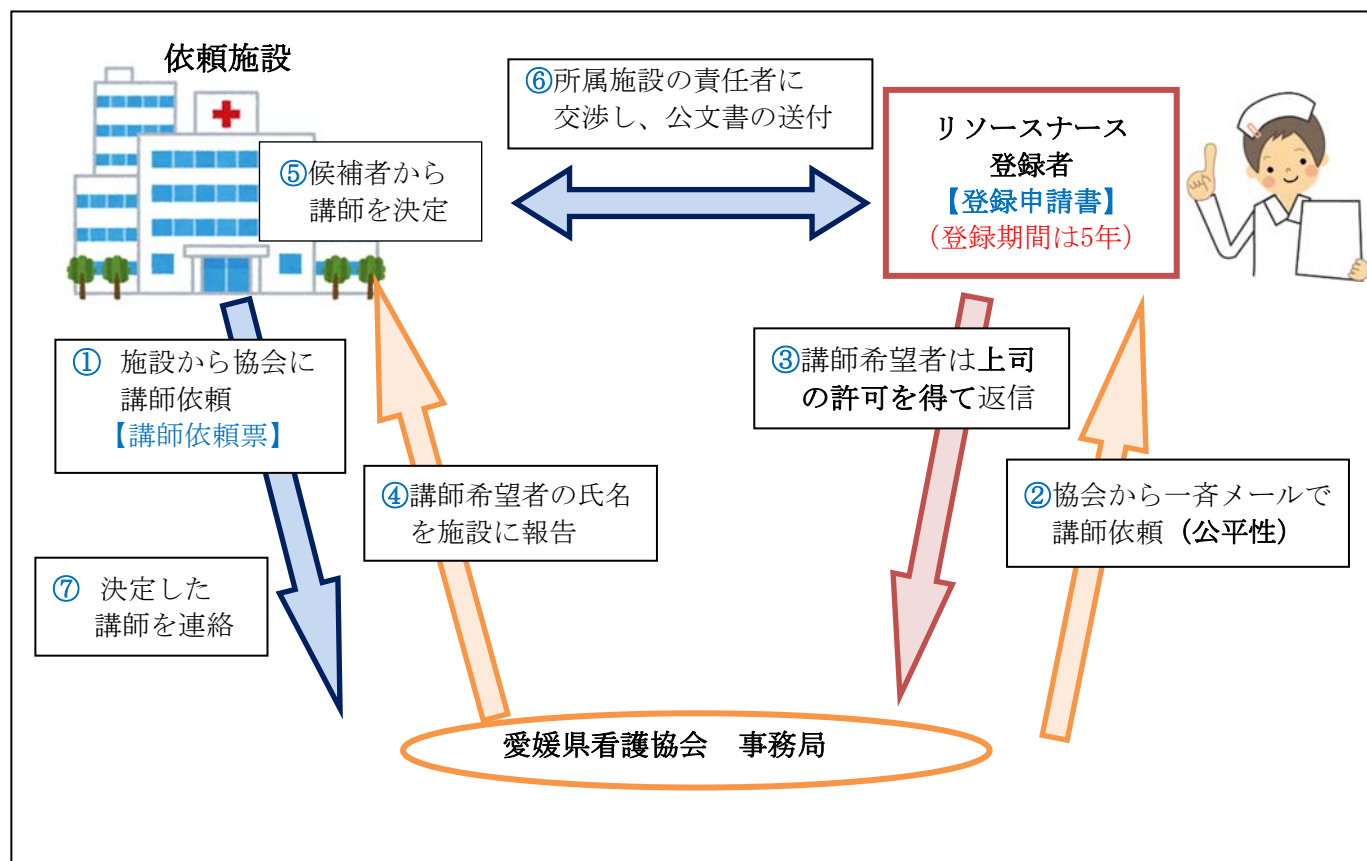 依頼施設
⑥所属施設の責任者に
交渉し、公文書の送付
リソースナース
登録者
【登録申請書】
（登録期間は5年）
⑤候補者から
講師を決定
① 施設から協会に
講師依頼
【講師依頼票】
③講師希望者は上司
の許可を得て返信
④講師希望者の氏名
を施設に報告
②協会から一斉メールで
講師依頼（公平性）
⑦ 決定した
講師を連絡
愛媛県看護協会　事務局